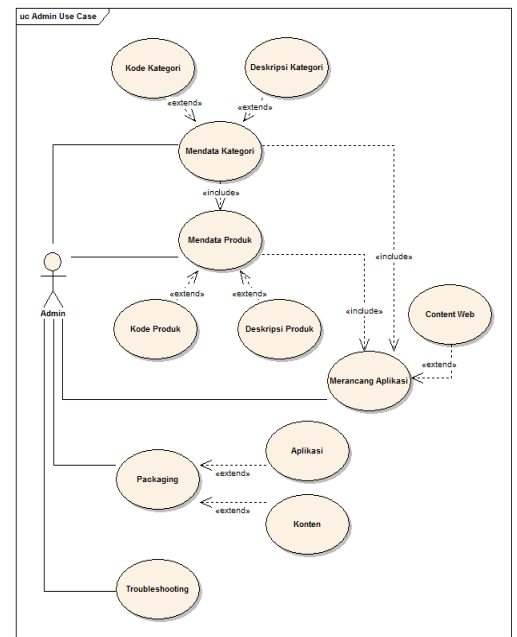 uc Admin Use Case
Kode Kategori
Deskripsi Kategori
«extend»
«extend»
Mendata Kategori
«include»
Mendata Produk
«include»
«extend»
«extend»
«include»
Kode Produk
Deskripsi Produk
Content Web
Admin
«extend»
Merancang Aplikasi
Aplikasi
«extend»
Packaging
«extend»
Konten
Troubleshooting